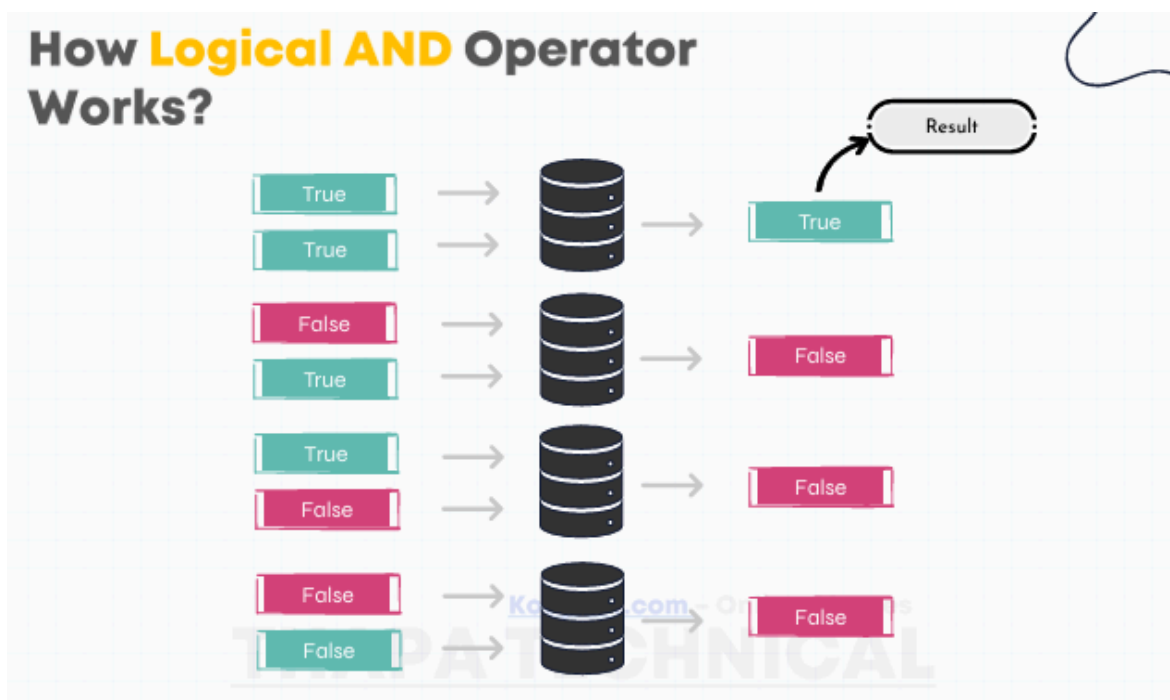 How Logical AND Operator
Works?
Result
True
True
True
False
True
False
True
False
False
False
False
False
THAPA TECHNICAL